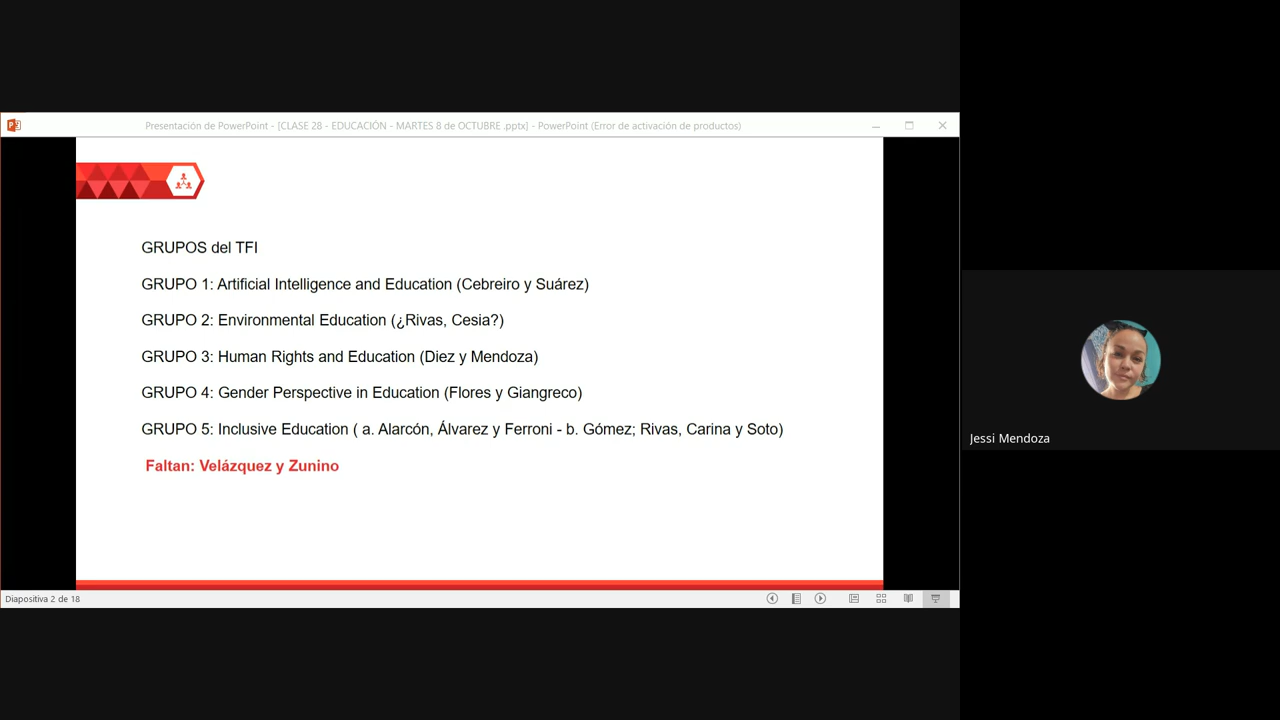 Presentación de PowerPoint - [CLASE 28 - EDUCACIÓN - MARTES 8 de OCTUBRE .pptx] - PowerPoint (Error de activación de productos)
GRUPOS del TFI
GRUPO 1: Artificial Intelligence and Education (Cebreiro y Suárez)
GRUPO 2: Environmental Education (¿Rivas, Cesia?)
GRUPO 3: Human Rights and Education (Diez y Mendoza)
GRUPO 4: Gender Perspective in Education (Flores y Giangreco)
GRUPO 5: Inclusive Education ( a. Alarcón, Álvarez y Ferroni - b. Gómez; Rivas, Carina y Soto)
Faltan: Velázquez y Zunino
Jessi Mendoza
Diapositiva 2 de 18